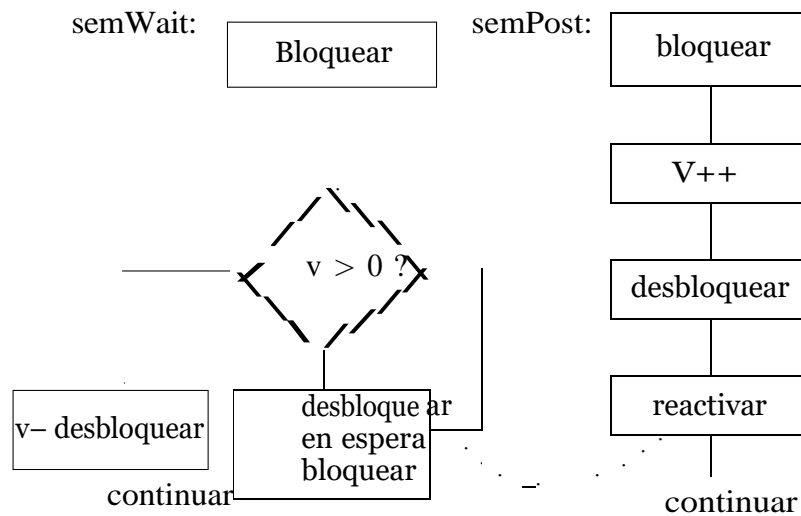 semWait:
Bloquear
v > 0 ?
v– desbloquear
desbloque ar
en espera
bloquear
continuar
semPost:
bloquear
V++
desbloquear
reactivar
continuar